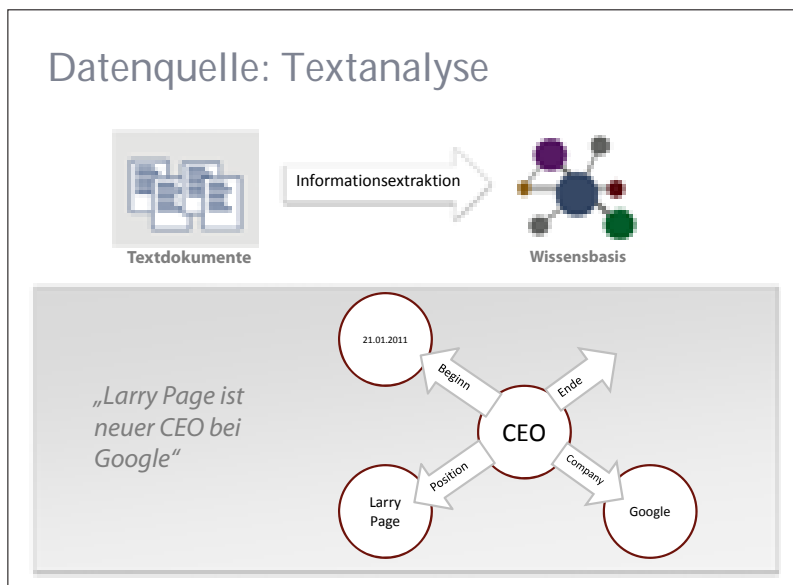 Datenquelle: Textanalyse
Informationsextraktion
Textdokumente
Wissensbasis
„Larry Page ist
neuer CEO bei
Google“
21.01.2011
Beginn
Ende
CEO
Position
Company
Larry
Page
Google